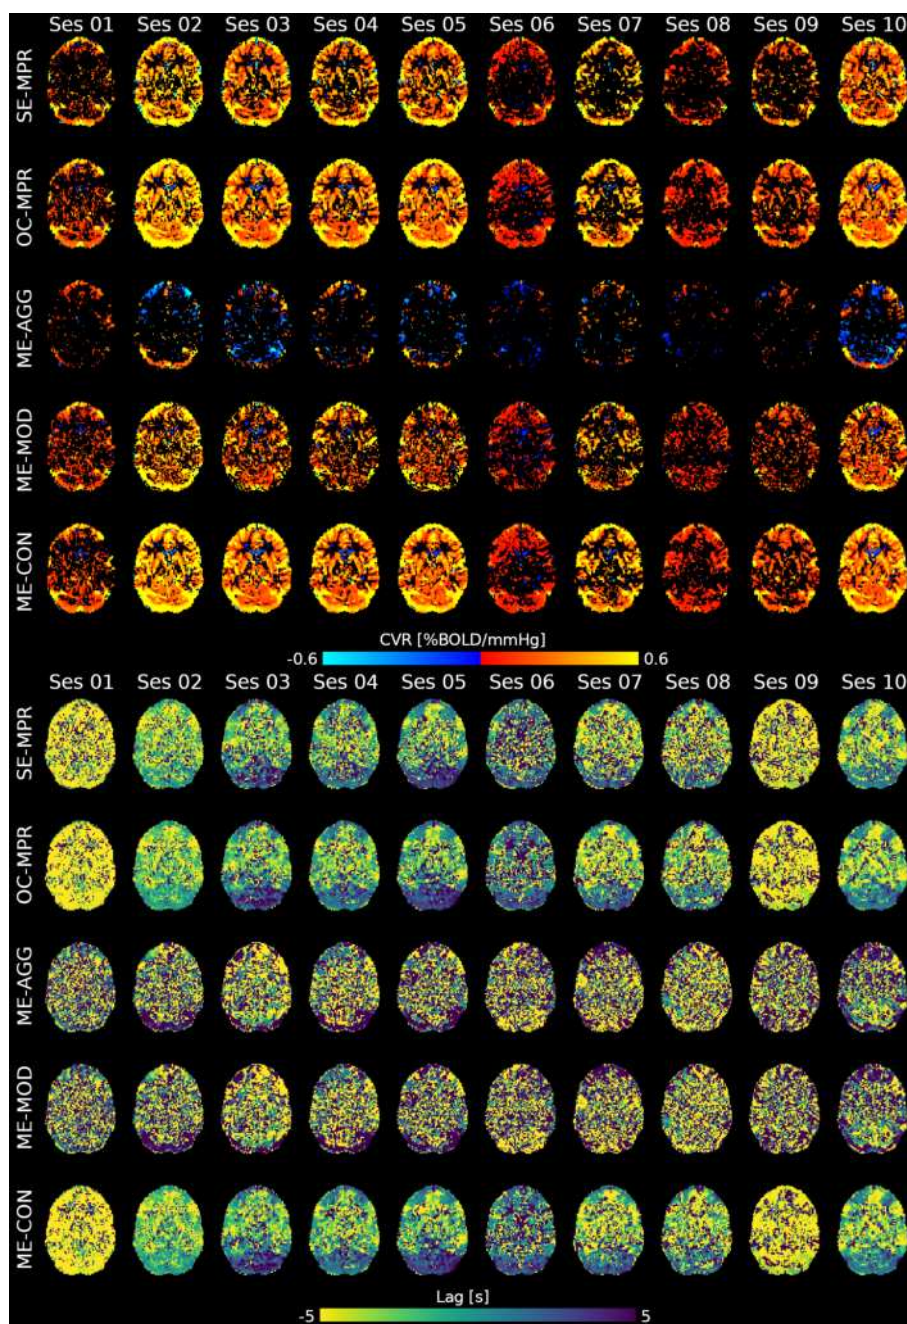 Ses 01 Ses 02 Ses 03 Ses 04 Ses 05 Ses 06 Ses 07 Ses 08 Ses 09 Ses 10
SE-MPR
OC-MPR
ME-AGG
ME-MOD
ME-CON
CVR [%BOLD/mmHg]
-0.6 0.6
Ses 01 Ses 02 Ses 03 Ses 04 Ses 05 Ses 06 Ses 07 Ses 08 Ses 09 Ses 10
SE-MPR
OC-MPR
ME-AGG
ME-MOD
ME-CON
Lag [s]
-5 5